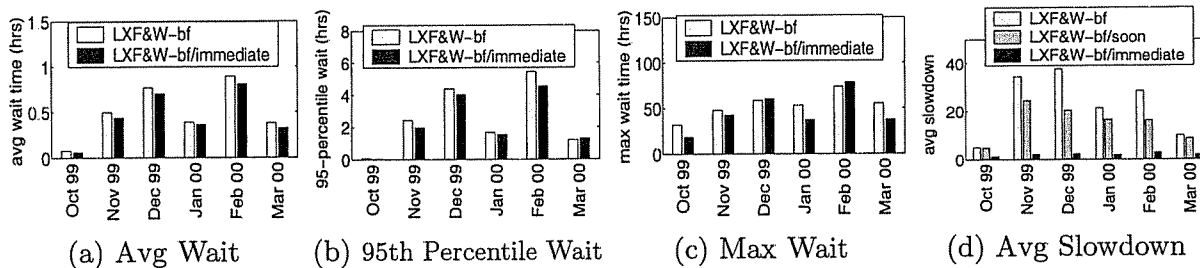 avg wait time (hrs)
1.5
1
0.5
0
LXF&W-bf
LXF&W-bf/immediate
Oct 99
Nov 99
Dec 99
Jan 00
Feb 00
Mar 00
(a) Avg Wait
95-percentile wait (hrs)
8
6
4
2
0
LXF&W-bf
LXF&W-bf/immediate
Oct 99
Nov 99
Dec 99
Jan 00
Feb 00
Mar 00
(b) 95th Percentile Wait
max wait time (hrs)
150
100
50
0
LXF&W-bf
LXF&W-bf/immediate
Oct 99
Nov 99
Dec 99
Jan 00
Feb 00
Mar 00
(c) Max Wait
avg slowdown
40
20
0
LXF&W-bf
LXF&W-bf/soon
LXF&W-bf/immediate
Oct 99
Nov 99
Dec 99
Jan 00
Feb 00
Mar 00
(d) Avg Slowdown